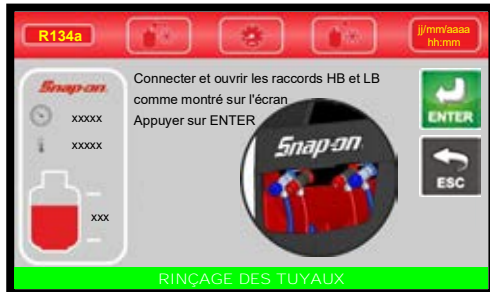 R134a
jj/mm/aaaa
hh:mm
Snap-on
xxxxx
xxxxx
xxx
Connecter et ouvrir les raccords HB et LB
comme montré sur l'écran
Appuyer sur ENTER
Snap-on
ENTER
ESC
RINÇAGE DES TUYAUX